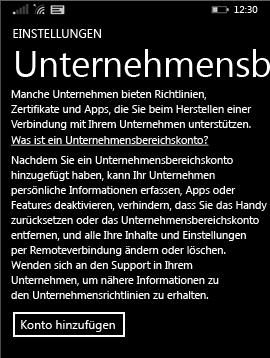 12:30
EINSTELLUNGEN
Unternehmensb
Manche Unternehmen bieten Richtlinien,
Zertifikate und Apps, die Sie beim Herstellen einer
Verbindung mit Ihrem Unternehmen unterstützen.
Was ist ein Unternehmensbereichskonto?
Nachdem Sie ein Unternehmensbereichskonto
hinzugefügt haben, kann Ihr Unternehmen
persönliche Informationen erfassen, Apps oder
Features deaktivieren, verhindern, dass Sie das Handy
zurücksetzen oder das Unternehmensbereichskonto
entfernen, und alle Ihre Inhalte und Einstellungen
per Remoteverbindung ändern oder löschen.
Wenden sich an den Support in Ihrem
Unternehmen, um nähere Informationen zu
den Unternehmensrichtlinien zu erhalten.
Konto hinzufügen